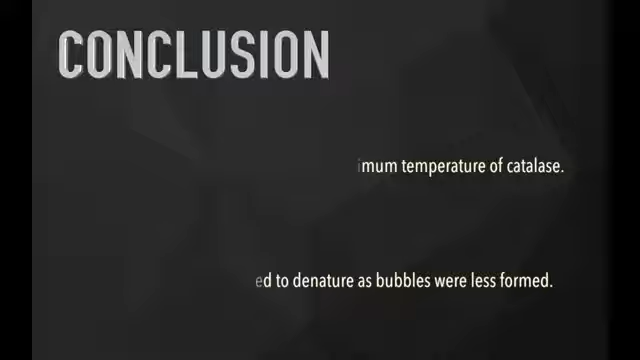 CONCLUSION
imum temperature of catalase.
ed to denature as bubbles were less formed.